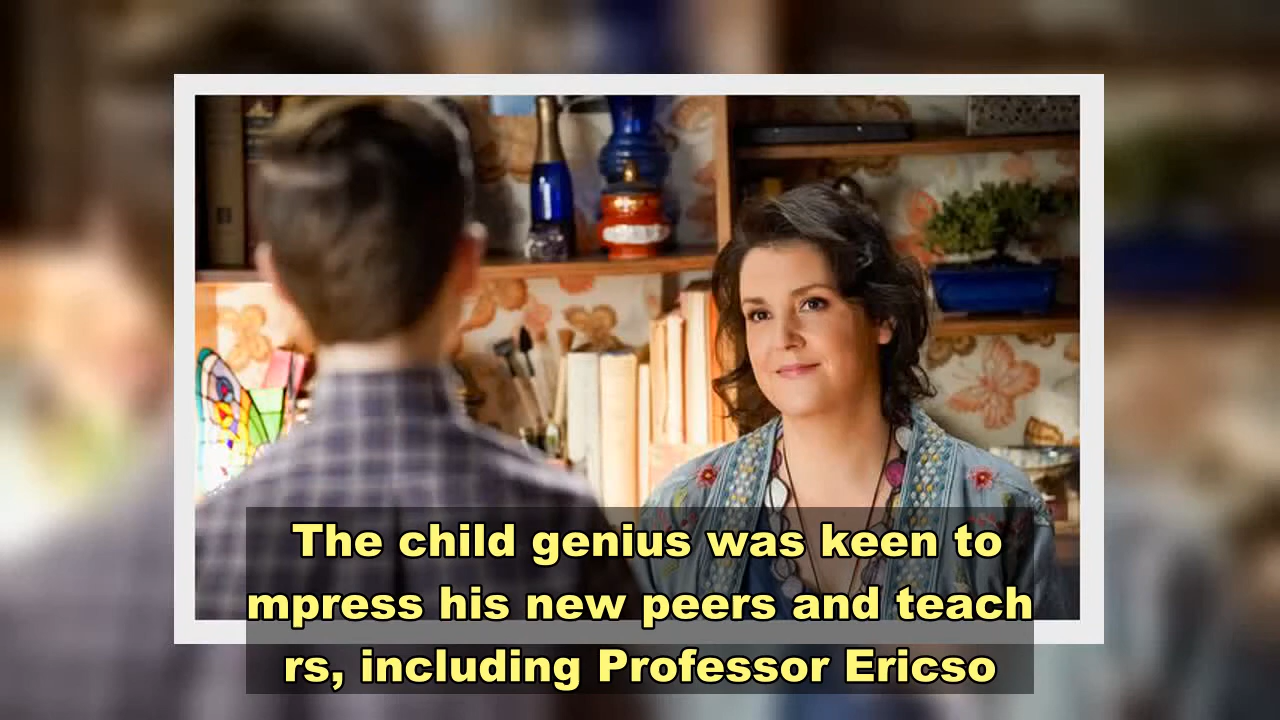 The child genius was keen to
mpress his new peers and teach
rs, including Professor Ericso